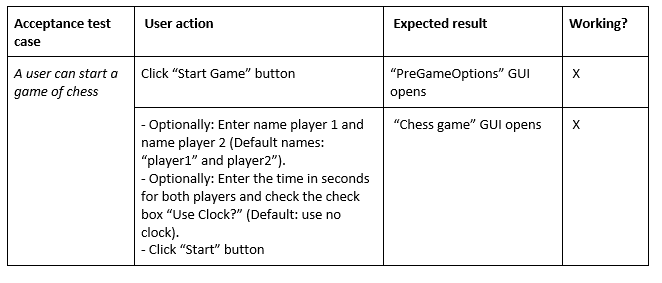 Acceptance test case
User action
Expected result
Working?
A user can start a
game of chess
Click “Start Game” button
“PreGameOptions” GUI
opens
X
- Optionally: Enter name player 1 and
name player 2 (Default names:
“player1” and player2”).
- Optionally: Enter the time in seconds
for both players and check the check
box “Use Clock?” (Default: use no
clock).
- Click “Start” button
“Chess game” GUI opens
X